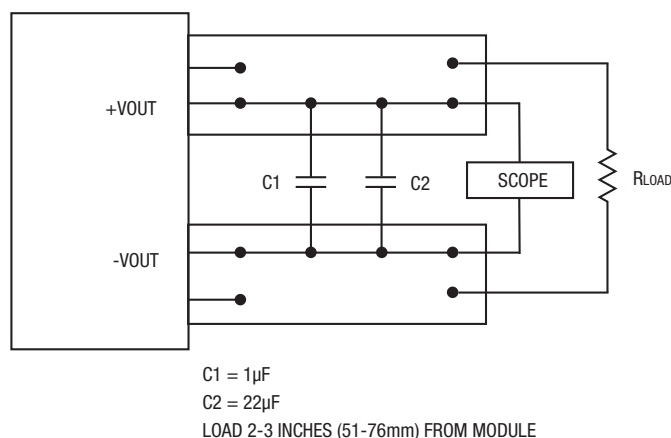 +VOUT
C1
C2
SCOPE
RLOAD
-VOUT
C1 = 1µF
C2 = 22µF
LOAD 2-3 INCHES (51-76mm) FROM MODULE